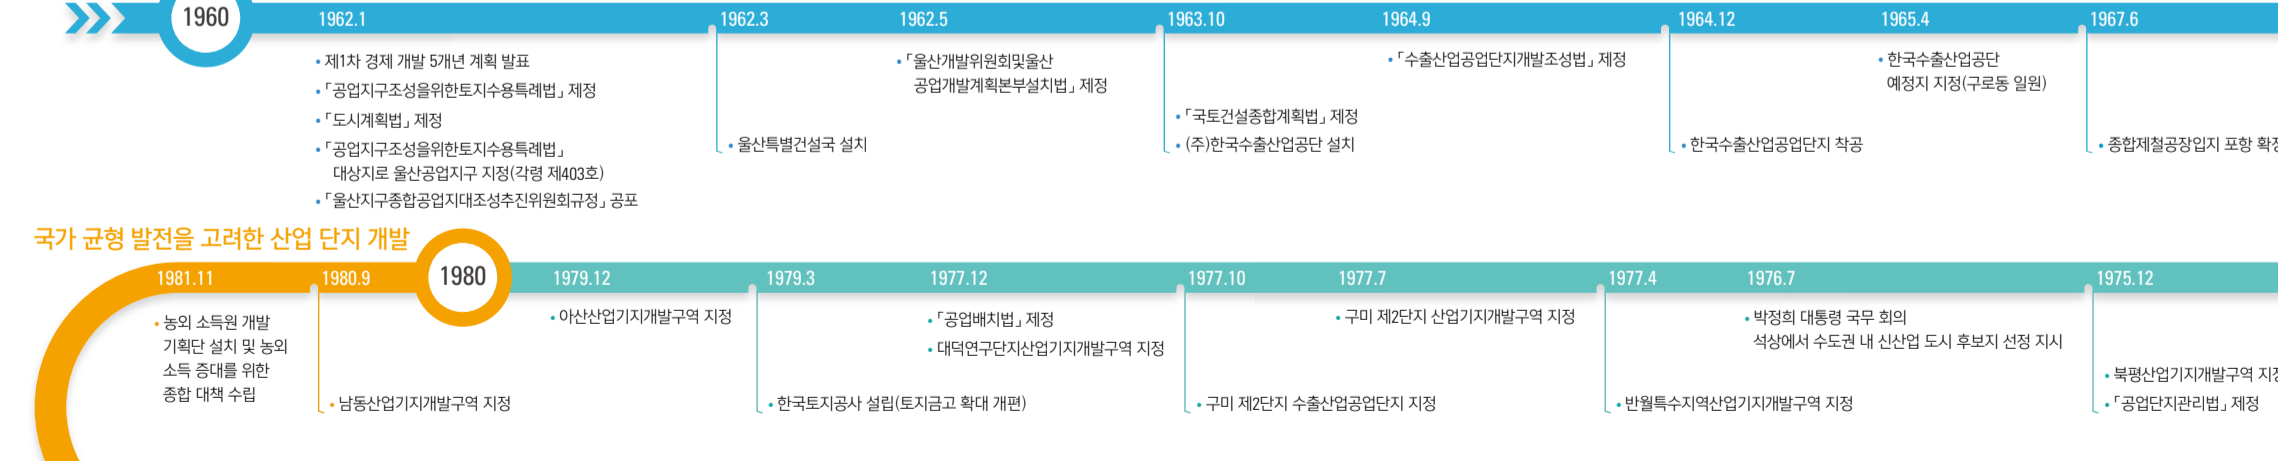 1960
1962.1
1962.3
1962.5
1963.10
1964.9
1964.12
1965.4
1967.6
• 제1차 경제 개발 5개년 계획 발표
• 「공업지구조성을위한토지수용특례법」 제정
• 「도시계획법」 제정
• 「공업지구조성을위한토지수용특례법」
대상지로 울산공업지구 지정(각령 제403호)
• 「울산지구종합공업지대조성추진위원회규정」 공포
• 울산특별건설국 설치
• 「울산개발위원회및울산
공업개발계획본부설치법」 제정
• 「국토건설종합계획법」 제정
• (주)한국수출산업공단 설치
• 「수출산업공업단지개발조성법」 제정
• 한국수출산업공업단지 착공
• 한국수출산업공단
예정지 지정(구로동 일원)
• 종합제철공장입지 포항
국가 균형 발전을 고려한 산업 단지 개발
1981.11
1980.9
1980
1979.12
1979.3
1977.12
1977.10
1977.7
1977.4
1976.7
1975.12
• 농외 소득원 개발
기획단 설치 및 농외
소득 증대를 위한
종합 대책 수립
• 남동산업기지개발구역 지정
• 아산산업기지개발구역 지정
• 한국토지공사 설립(토지금고 확대 개편)
• 「공업배치법」 제정
• 대덕연구단지산업기지개발구역 지정
• 구미 제2단지 수출산업공업단지 지정
• 구미 제2단지 산업기지개발구역 지정
• 반월특수지역산업기지개발구역 지정
• 박정희 대통령 국무 회의
석상에서 수도권 내 신산업 도시 후보지 선정 지시
• 북평산업기지개발구역
• 「공업단지관리법」 제정